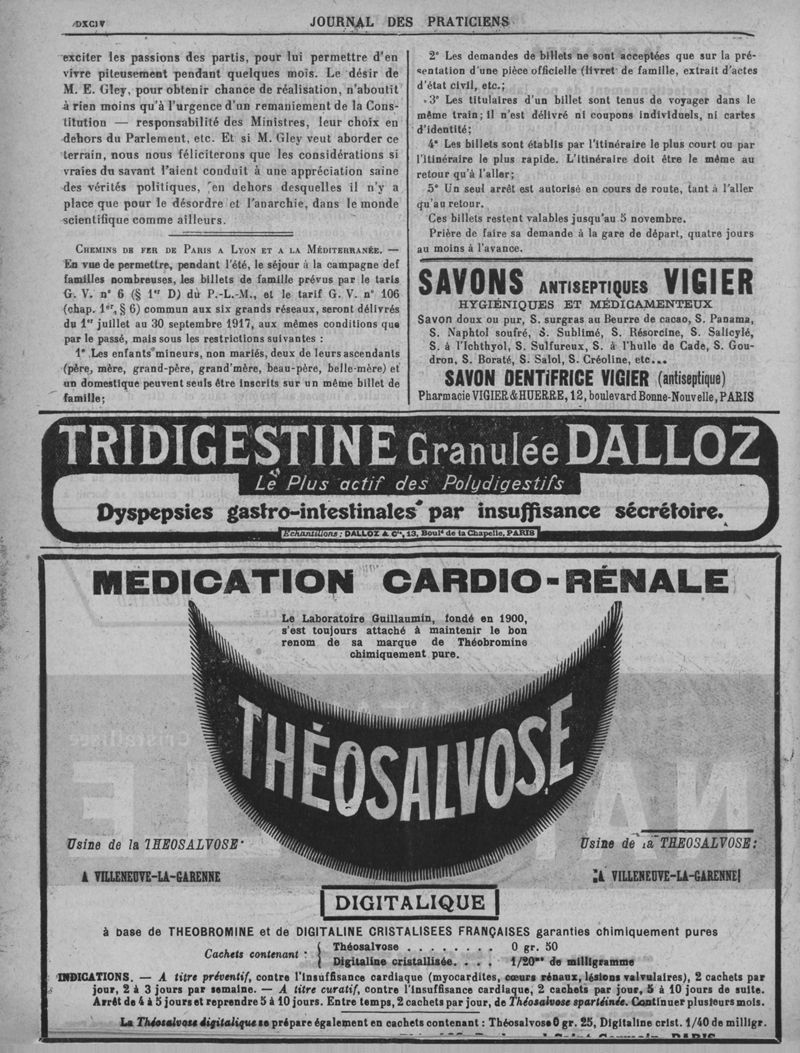 DXCIV
JOURNAL DES PRATICIENS
exciter les passions des partis, pour lui permettre d'en
vivre piteusement pendant quelques mois. Le désir de
M. E. Gley, pour obtenir chance de réalisation, n'aboutit
à rien moins qu'à l'urgence d'un remaniement de la Cons-
titution — responsabilité des Ministres, leur choix en
dehors du Parlement, etc. Et si M. Gley veut aborder ce
terrain, nous nous féliciterons que les considérations si
vraies du savant l'aient conduit à une appréciation saine
des vérités politiques, en dehors desquelles il n'y a
place que pour le désordre et l'anarchie, dans le monde
scientifique comme ailleurs.
CHEMINS DE FER DE PARIS A LYON ET A LA MÉDITERRANÉE. —
En vue de permettre, pendant l'été, le séjour à la campagne def
familles nombreuses, les billets de famille prévus par le taris
G. V. n° 6 (§ 1er D) du P.-L.-M., et le tarif G. V. n° 106
(chap. 1er, § 6) commun aux six grands réseaux, seront délivrés
du 1er juillet au 30 septembre 1917, aux mêmes conditions que
par le passé, mais sous les restrictions suivantes :
1° Les enfants mineurs, non mariés, deux de leurs ascendants
(père, mère, grand-père, grand'mère, beau-père, belle-mère) et
un domestique peuvent seuls être inscrits sur un même billet de
famille;
2° Les demandes de billets ne sont acceptées que sur la pré-
sentation d'une pièce officielle (livret de famille, extrait d'actes
d'état civil, etc.;
3° Les titulaires d'un billet sont tenus de voyager dans le
même train; il n'est délivré ni coupons individuels, ni cartes
d'identité;
4° Les billets sont établis par l'itinéraire le plus court ou par
l'itinéraire le plus rapide. L'itinéraire doit être le même au
retour qu'à l'aller;
5° Un seul arrêt est autorisé en cours de route, tant à l'aller
qu'au retour.
Ces billets restent valables jusqu'au 5 novembre.
Prière de faire sa demande à la gare de départ, quatre jours
au moins à l'avance.
SAVONS ANTISEPTIQUES VIGIER
HYGIÉNIQUES ET MÉDICAMENTEUX
Savon doux ou pur, S. surgras au Beurre de cacao, S. Panama,
S. Naphtol soufré, S. Sublimé, S. Résorcine, S. Salicylé,
S. à l'Ichthyol, S. Sulfureux, S. à l'huile de Cade, S. Gou-
dron, S. Boraté, S. Salol, S. Créoline, etc...
SAVON DENTIFRICE VIGIER (antiseptique)
Pharmacie VIGIER & HUERRE, 12, boulevard Bonne-Nouvelle, PARIS
TRIDIGESTINE Granulée DALLOZ
Le Plus actif des Polydigestifs
Dyspepsies gastro-intestinales par insuffisance sécrétoire.
Echantillons : DALLOZ & Cie, 13, Bould de la Chapelle, PARIS
MEDICATION CARDIO-RÉNALE
Le Laboratoire Guillaumin, fondé en 1900,
s'est toujours attaché à maintenir le bon
renom de sa marque de Théobromine
chimiquement pure.
THÉOSALVOSE
Usine de la THEOSALVOSE
A VILLENEUVE-LA-GARENNE
Usine de la THEOSALVOSE
A VILLENEUVE-LA-GARENNE
DIGITALIQUE
à base de THEOBROMINE et de DIGITALINE CRISTALISEES FRANÇAISES garanties chimiquement pures
Cachets contenant : { Théosalvose . . . . . . . . 0 gr. 50
Digitaline cristallisée. . . . 1/20me de milligramme
INDICATIONS. — A titre préventif, contre l'Insuffisance cardiaque (myocardites, cœurs rénaux, lésions valvulaires), 2 cachets par
jour, 2 à 3 jours par semaine. — A titre curatif, contre l'Insuffisance cardiaque, 2 cachets par jour, 5 à 10 jours de suite.
Arrêt de 4 à 5 jours et reprendre 5 à 10 jours. Entre temps, 2 cachets par jour, de Théosalvose spartéinée. Continuer plusieurs mois.
La Théosalvose digitalique se prépare également en cachets contenant : Théosalvose 0 gr. 25, Digitaline crist. 1/40 de milligr.